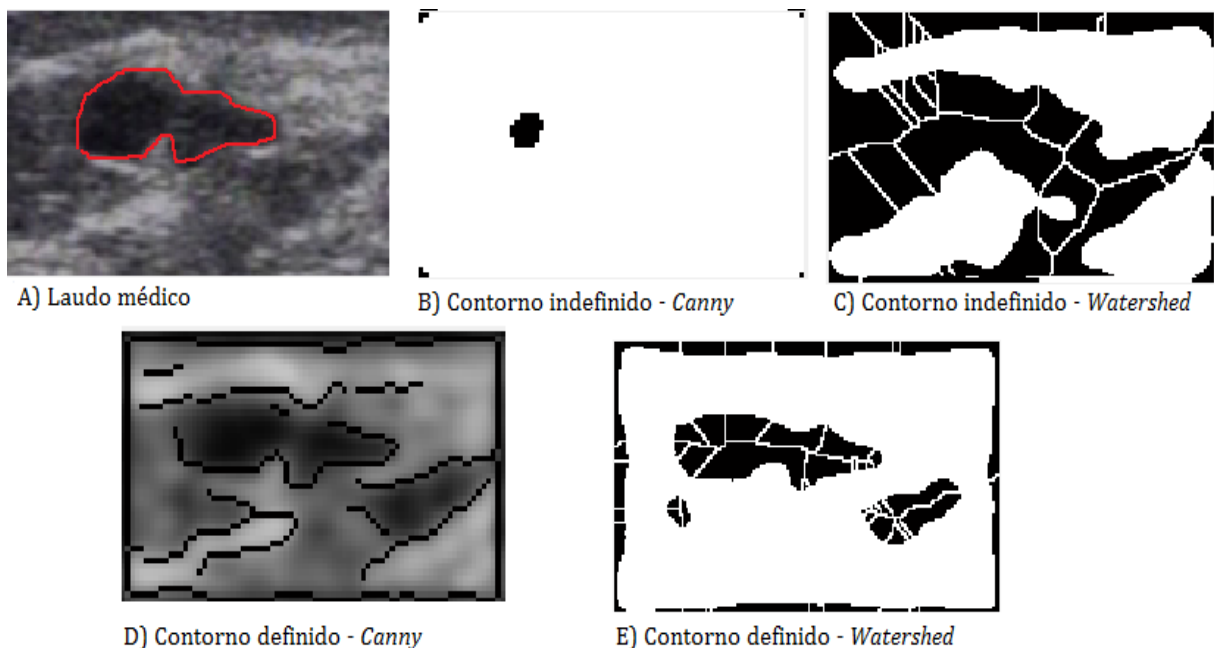 A) Laudo médico
B) Contorno indefinido - Canny
C) Contorno indefinido - Watershed
D) Contorno definido - Canny
E) Contorno definido - Watershed